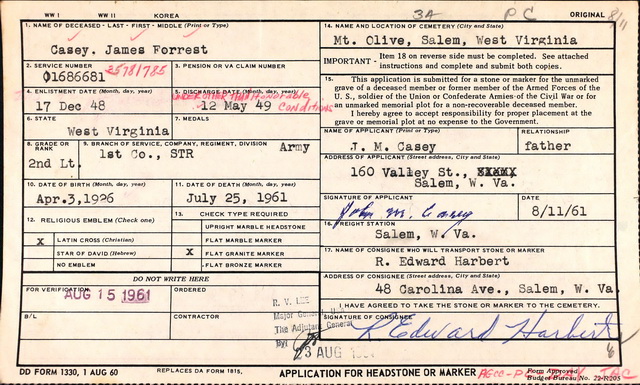 WW I WW II KOREA 3A P C ORIGINAL 8/11
1. NAME OF DECEASED - LAST - FIRST - MIDDLE (Print or Type)
Casey. James Forrest
2. SERVICE NUMBER
01686681 25781785
3. PENSION OR VA CLAIM NUMBER
4. ENLISTMENT DATE (Month, day, year)
17 Dec 48
5. DISCHARGE DATE (Month, day, year)
12 May 49
Conditions
6. STATE
West Virginia
7. MEDALS
8. GRADE OR RANK
2nd Lt.
9. BRANCH OF SERVICE, COMPANY, REGIMENT, DIVISION
Army
1st Co., STR
10. DATE OF BIRTH (Month, day, year)
Apr.3,1926
11. DATE OF DEATH (Month, day, year)
July 25, 1961
12. RELIGIOUS EMBLEM (Check one)
X LATIN CROSS (Christian)
STAR OF DAVID (Hebrew)
NO EMBLEM
13. CHECK TYPE REQUIRED
UPRIGHT MARBLE HEADSTONE
FLAT MARBLE MARKER
X FLAT GRANITE MARKER
FLAT BRONZE MARKER
DO NOT WRITE HERE
FOR VERIFICATION
AUG 15 1961
ORDERED
B/L
CONTRACTOR
R. V. LEE
Major General, U.
The Adjutant General
By:
23 AUG
14. NAME AND LOCATION OF CEMETERY (City and State)
Mt. Olive, Salem, West Virginia
IMPORTANT - Item 18 on reverse side must be completed. See attached
instructions and complete and submit both copies.
15. This application is submitted for a stone or marker for the unmarked
grave of a deceased member or former member of the Armed Forces of the
U. S., soldier of the Union or Confederate Armies of the Civil War or for
an unmarked memorial plot for a non-recoverable deceased member.
I hereby agree to accept responsibility for proper placement at the
grave or memorial plot at no expense to the Government.
NAME OF APPLICANT (Print or Type)
J. M. Casey
RELATIONSHIP
father
ADDRESS OF APPLICANT (Street address, City and State)
160 Valley St.,
Salem, W. Va.
SIGNATURE OF APPLICANT
John M. Casey
DATE
8/11/61
16. FREIGHT STATION
Salem, W. Va.
17. NAME OF CONSIGNEE WHO WILL TRANSPORT STONE OR MARKER
R. Edward Harbert
ADDRESS OF CONSIGNEE (Street address, City and State)
48 Carolina Ave., Salem, W. Va
I HAVE AGREED TO TAKE THE STONE OR MARKER TO THE CEMETERY.
SIGNATURE OF CONSIGNEE
R Edward Harbert
DD FORM 1330, 1 AUG 60 REPLACES DA FORM 1815. APPLICATION FOR HEADSTONE OR MARKER
Form Approved
Budget Bureau No. 22-R205